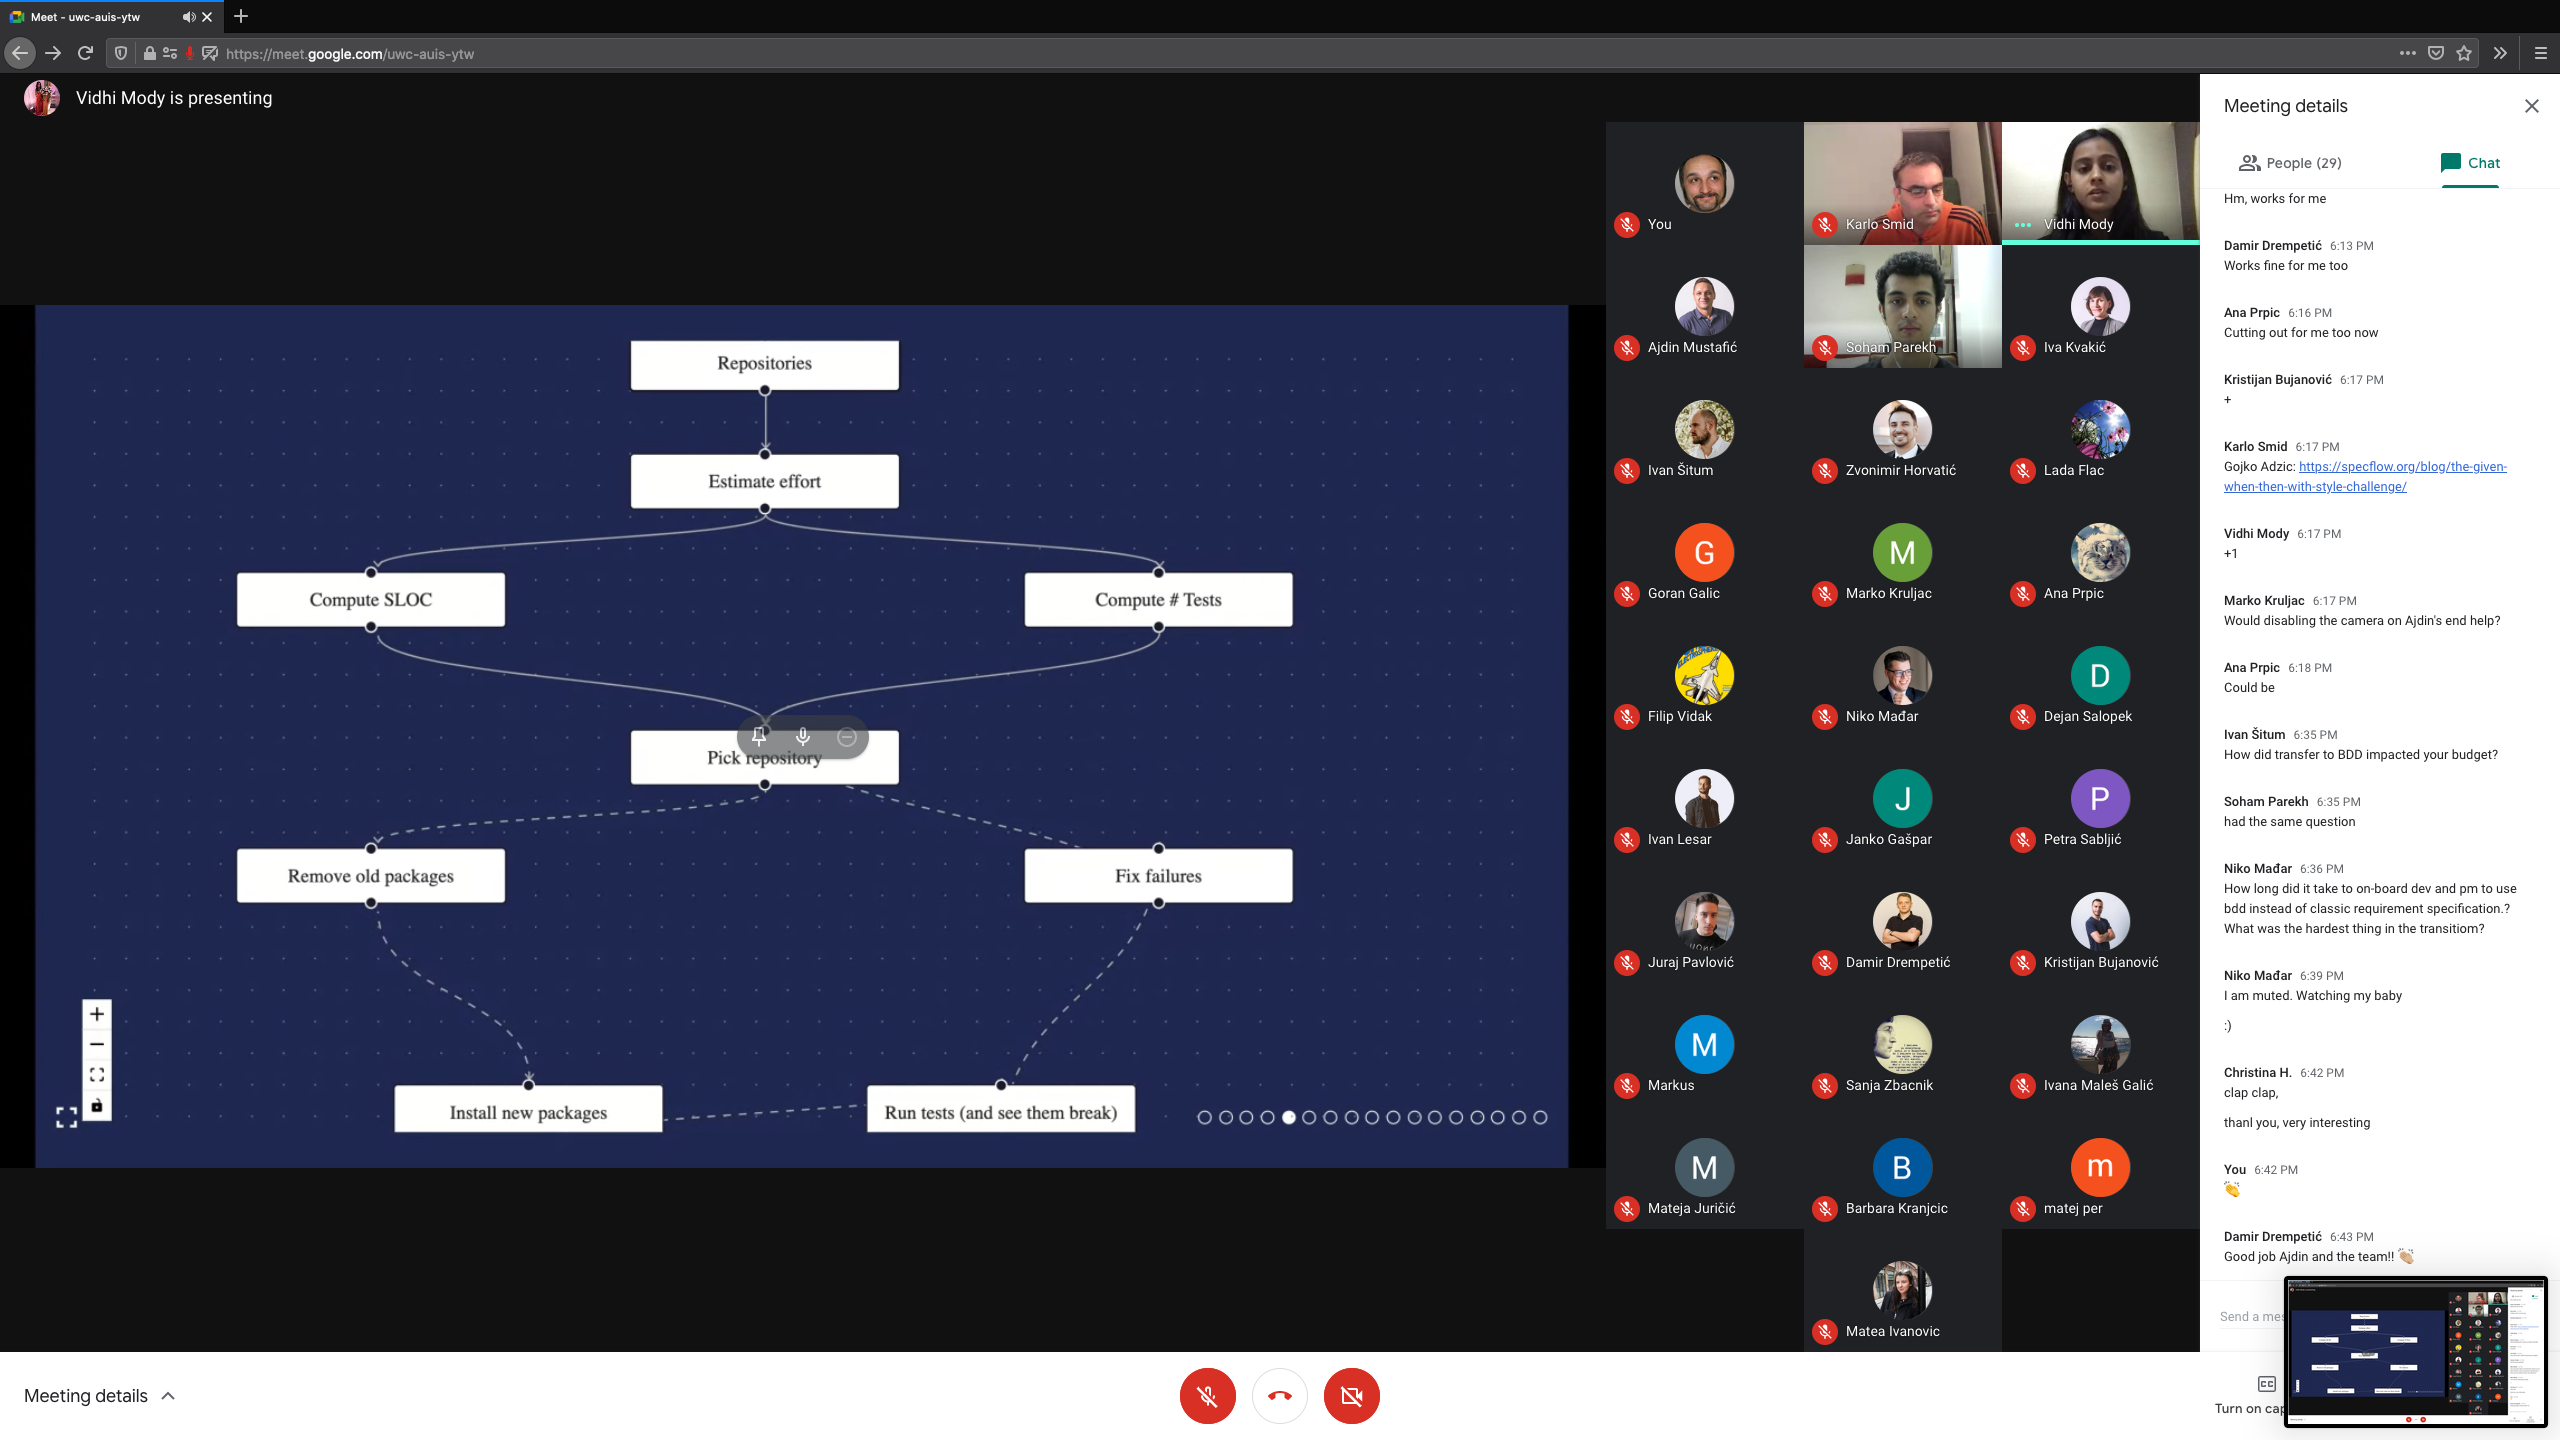 Meet - uwc-auis-ytw
https://meet.google.com/uwc-auis-ytw
Vidhi Mody is presenting
Repositories
Estimate effort
Compute SLOC
Compute # Tests
Pick repository
Remove old packages
Fix failures
Install new packages
Run tests (and see them break)
You
Karlo Smid
Vidhi Mody
Ajdin Mustafić
Soham Parekh
Iva Kvakić
Ivan Šitum
Zvonimir Horvatić
Lada Flac
G
M
Goran Galic
Marko Kruljac
Ana Prpic
D
Filip Vidak
Niko Mađar
Dejan Salopek
J
P
Ivan Lesar
Janko Gašpar
Petra Sabljić
Juraj Pavlović
Damir Drempetić
Kristijan Bujanović
M
Markus
Sanja Zbacnik
Ivana Maleš Galić
M
B
m
Mateja Juričić
Barbara Kranjcic
matej per
Matea Ivanovic
Meeting details
People (29)
Chat
Hm, works for me
Damir Drempetić 6:13 PM
Works fine for me too
Ana Prpic 6:16 PM
Cutting out for me too now
Kristijan Bujanović 6:17 PM
+
Karlo Smid 6:17 PM
Gojko Adzic: https://specflow.org/blog/the-given-
when-then-with-style-challenge/
Vidhi Mody 6:17 PM
+1
Marko Kruljac 6:17 PM
Would disabling the camera on Ajdin's end help?
Ana Prpic 6:18 PM
Could be
Ivan Šitum 6:35 PM
How did transfer to BDD impacted your budget?
Soham Parekh 6:35 PM
had the same question
Niko Mađar 6:36 PM
How long did it take to on-board dev and pm to use
bdd instead of classic requirement specification.?
What was the hardest thing in the transitiom?
Niko Mađar 6:39 PM
I am muted. Watching my baby
:)
Christina H. 6:42 PM
clap clap,
thanl you, very interesting
You 6:42 PM
👏
Damir Drempetić 6:43 PM
Good job Ajdin and the team!! 👏🏼
Send a mes
Meeting details
CC
Turn on cap